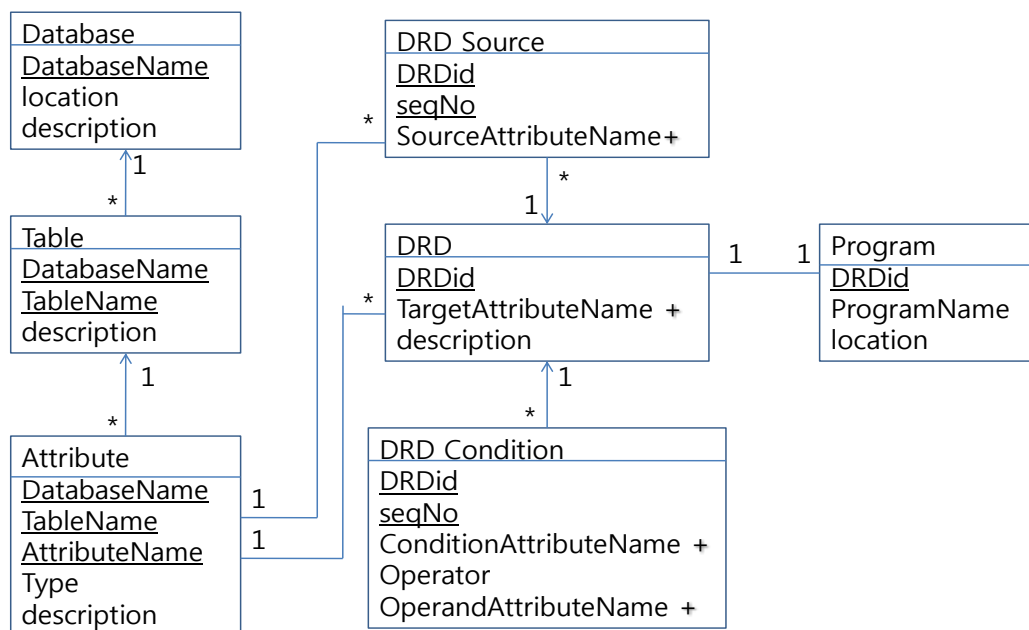 Database
DatabaseName
location
description
1
*
Table
DatabaseName
TableName
description
1
*
Attribute
DatabaseName
TableName
AttributeName
Type
description
1
1
*
*
DRD Source
DRDid
seqNo
SourceAttributeName+
*
1
DRD
DRDid
TargetAttributeName +
description
1
*
DRD Condition
DRDid
seqNo
ConditionAttributeName +
Operator
OperandAttributeName +
1
1
Program
DRDid
ProgramName
location